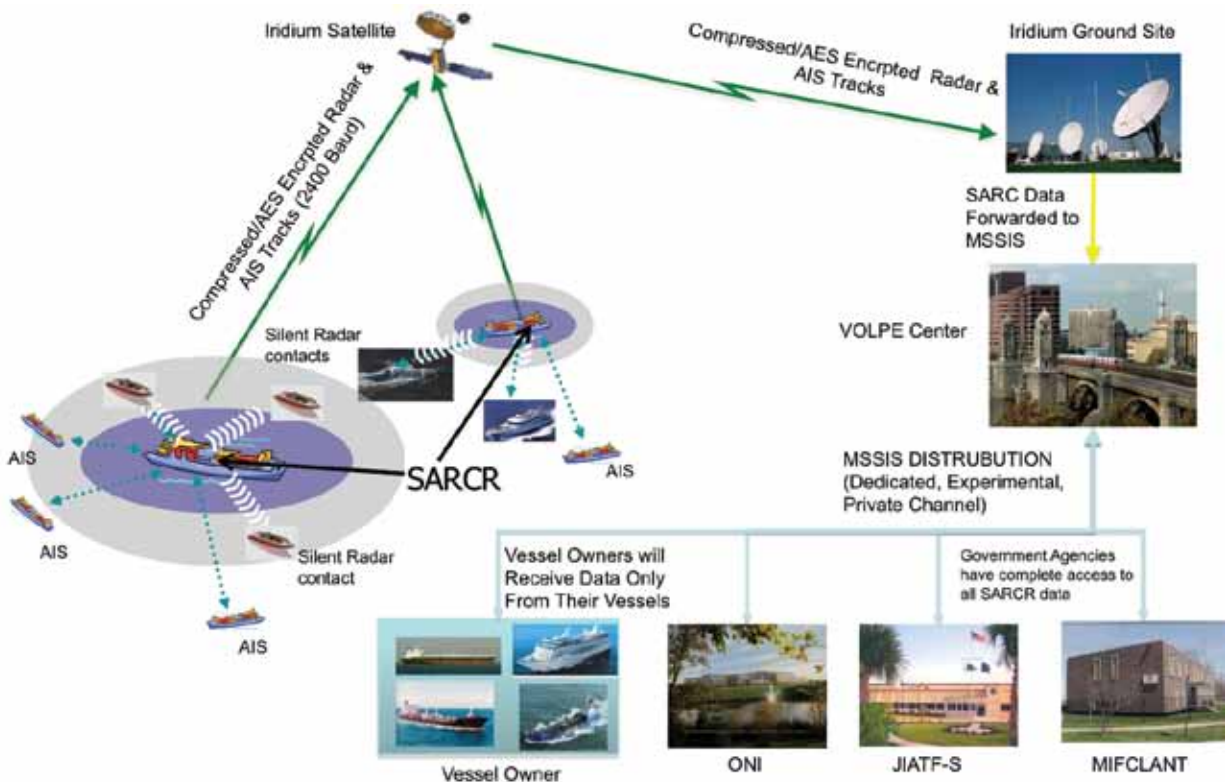 Iridium Satellite
Compressed/AES Encrpted Radar &
AIS Tracks
Iridium Ground Site
Compressed/AES Encrpted Radar &
AIS Tracks (2400 Baud)
SARC Data
Forwarded to
MSSIS
VOLPE Center
Silent Radar
contacts
AIS
AIS
SARCR
AIS
Silent Radar
contact
AIS
MSSIS DISTRUBUTION
(Dedicated, Experimental,
Private Channel)
Vessel Owners will
Receive Data Only
From Their Vessels
Government Agencies
have complete access to
all SARCR data
Vessel Owner
ONI
JIATF-S
MIFCLANT